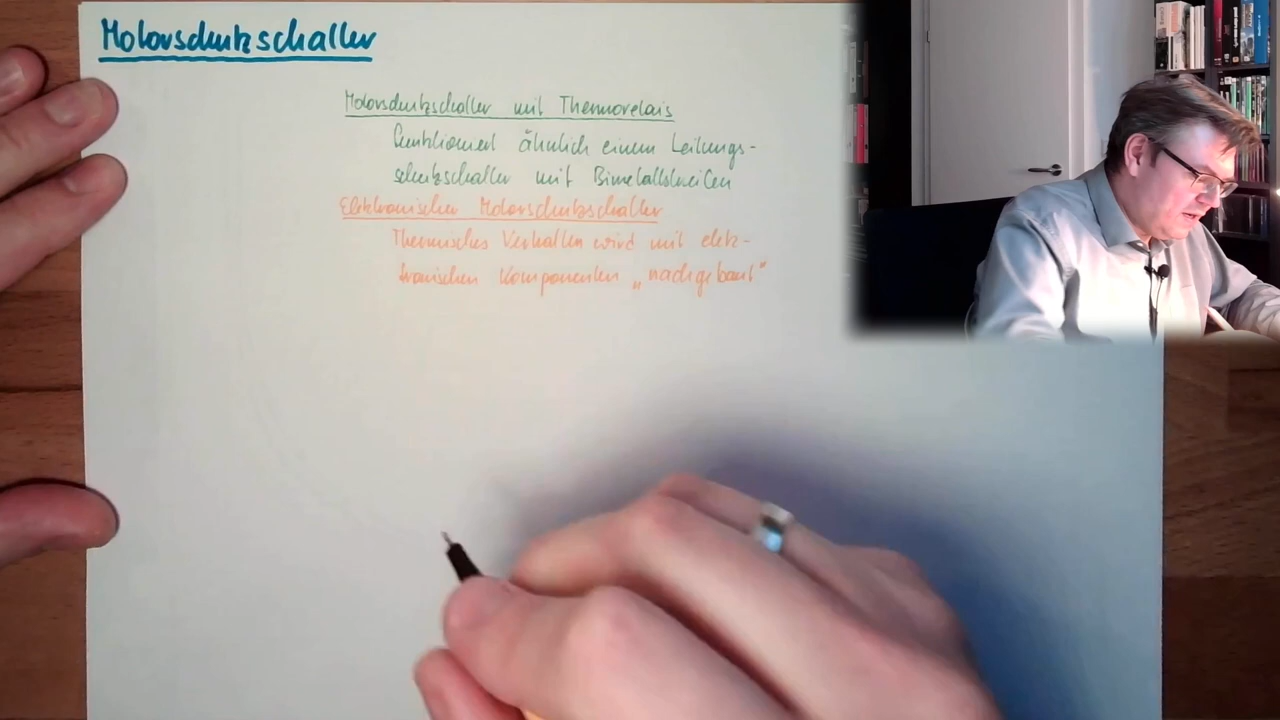 Motorschutzschalter
Motorschutzschalter mit Thermorelais
Funktioniert ähnlich einem Leitungs-
schutzschalter mit Bimetallstreifen
Elektronischer Motorschutzschalter
Thermisches Verhalten wird mit elek-
tronischen Komponenten „nachgebaut"